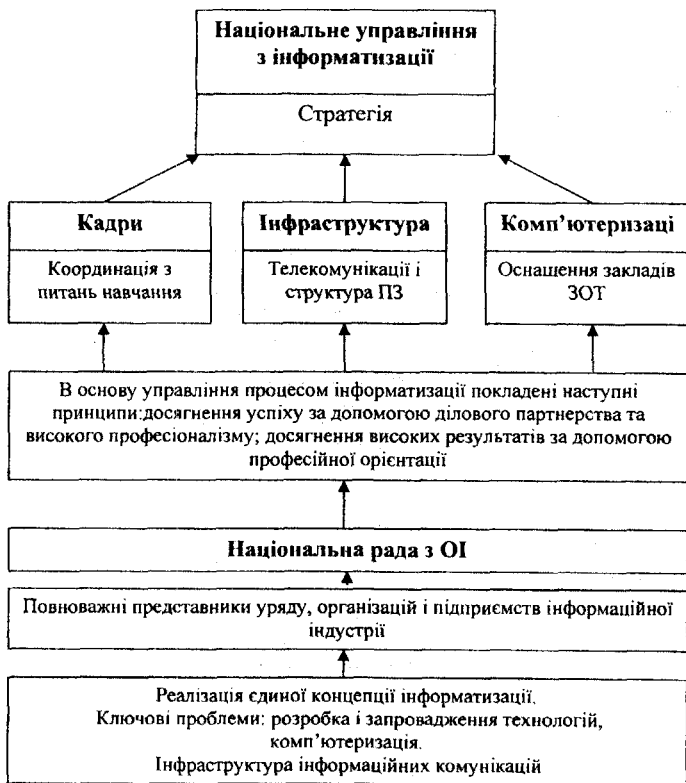 Національне управління
з інформатизації
Стратегія
Кадри
Координація з
питань навчання
Інфраструктура
Телекомунікації і
структура ПЗ
Комп’ютеризаці
Оснашення закладів
ЗОТ
В основу управління процесом інформатизації покладені наступні
принципи:досягнення успіху за допомогою ділового партнерства та
високого професіоналізму; досягнення високих результатів за допомогою
професійної орієнтації
Національна рада з ОІ
Повноважні представники уряду, організацій і підприємств інформаційної
індустрії
Реалізація єдиної концепції інформатизації.
Ключові проблеми: розробка і запровадження технологій,
комп’ютеризація.
Інфраструктура інформаційних комунікацій